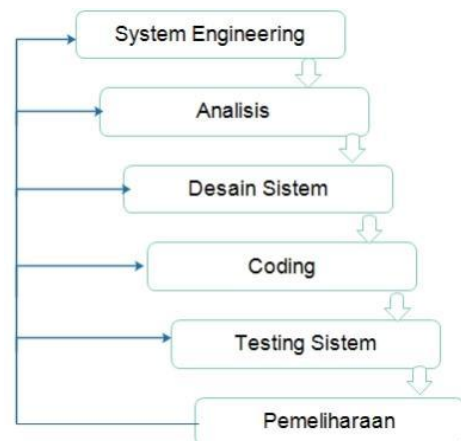 System Engineering
Analisis
Desain Sistem
Coding
Testing Sistem
Pemeliharaan